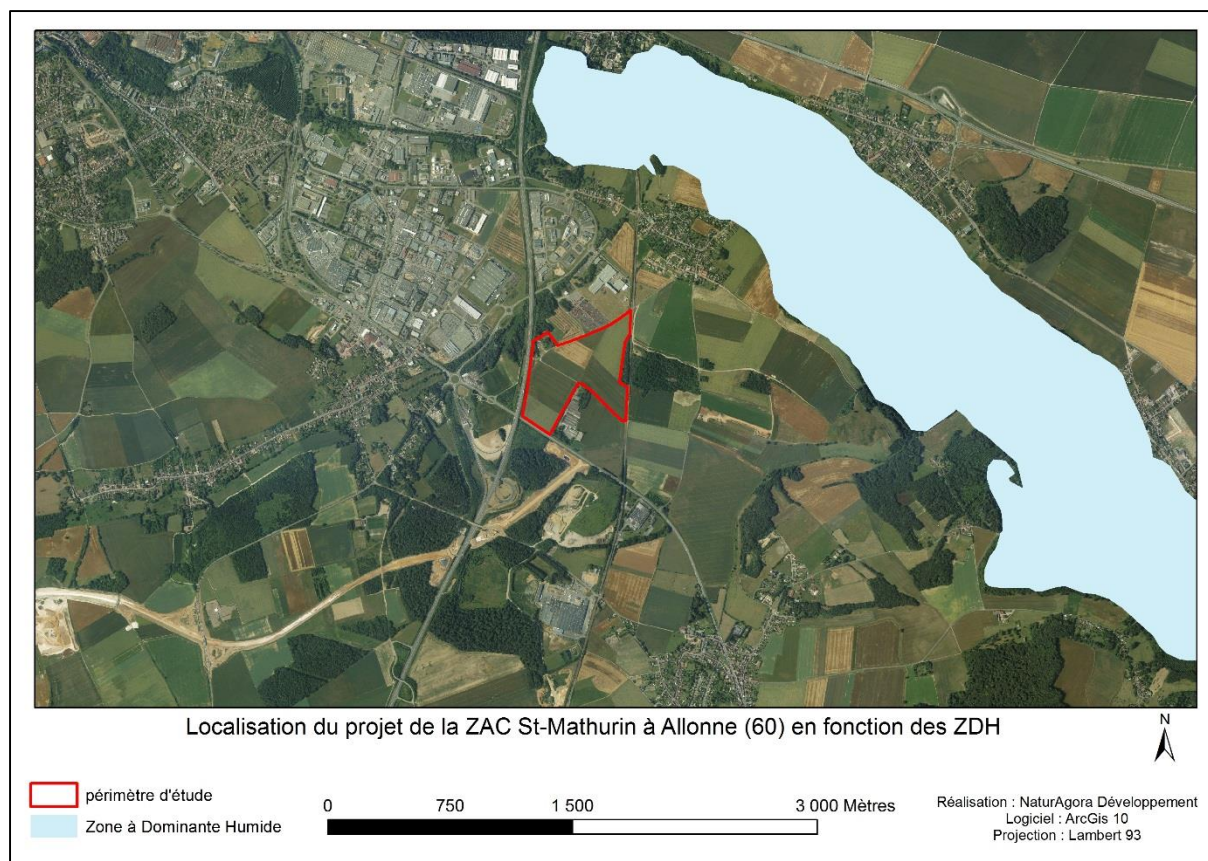 Localisation du projet de la ZAC St-Mathurin à Allonne (60) en fonction des ZDH
N
périmètre d'étude
Zone à Dominante Humide
0 750 1 500 3 000 Mètres
Réalisation : NaturAgora Développement
Logiciel : ArcGis 10
Projection : Lambert 93